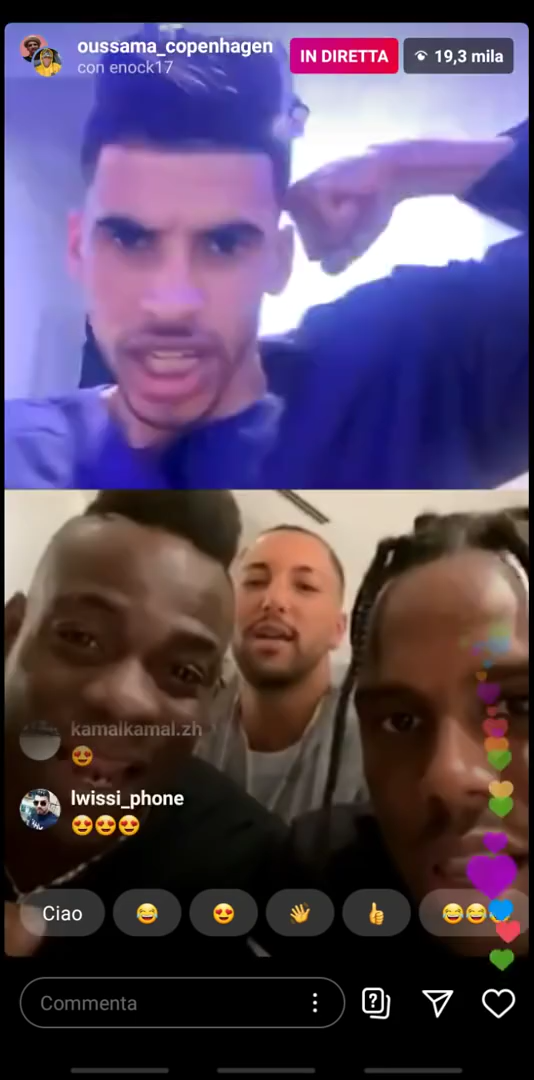 oussama_copenhagen
con enock17
IN DIRETTA
19,3 mila
kamalkamal.zh
😍
lwissi_phone
😍😍😍
Ciao 😂 😍 👋 👍 😂😂
Commenta